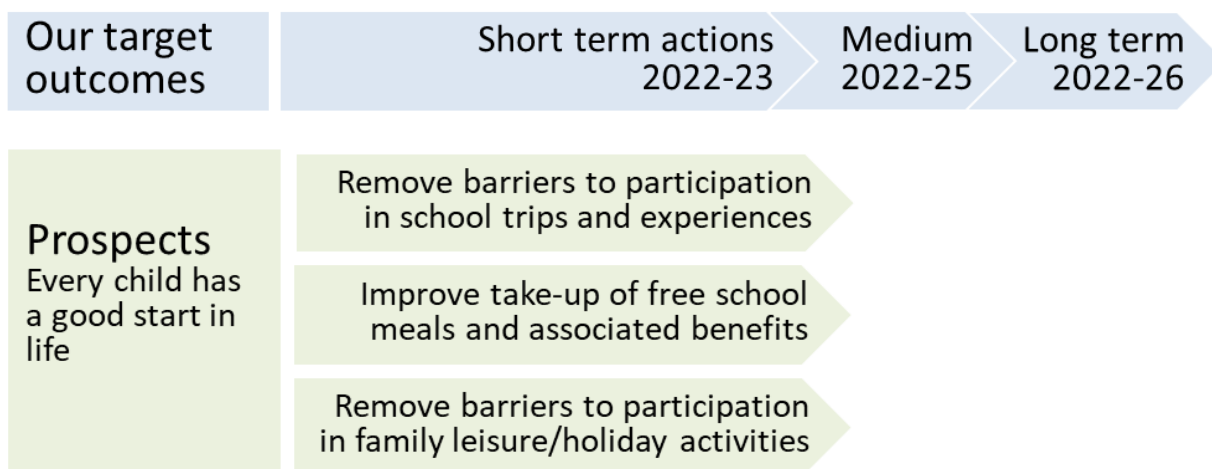 Our target
outcomes
Short term actions
2022-23
Medium
2022-25
Long term
2022-26
Prospects
Every child has
a good start in
life
Remove barriers to participation
in school trips and experiences
Improve take-up of free school
meals and associated benefits
Remove barriers to participation
in family leisure/holiday activities